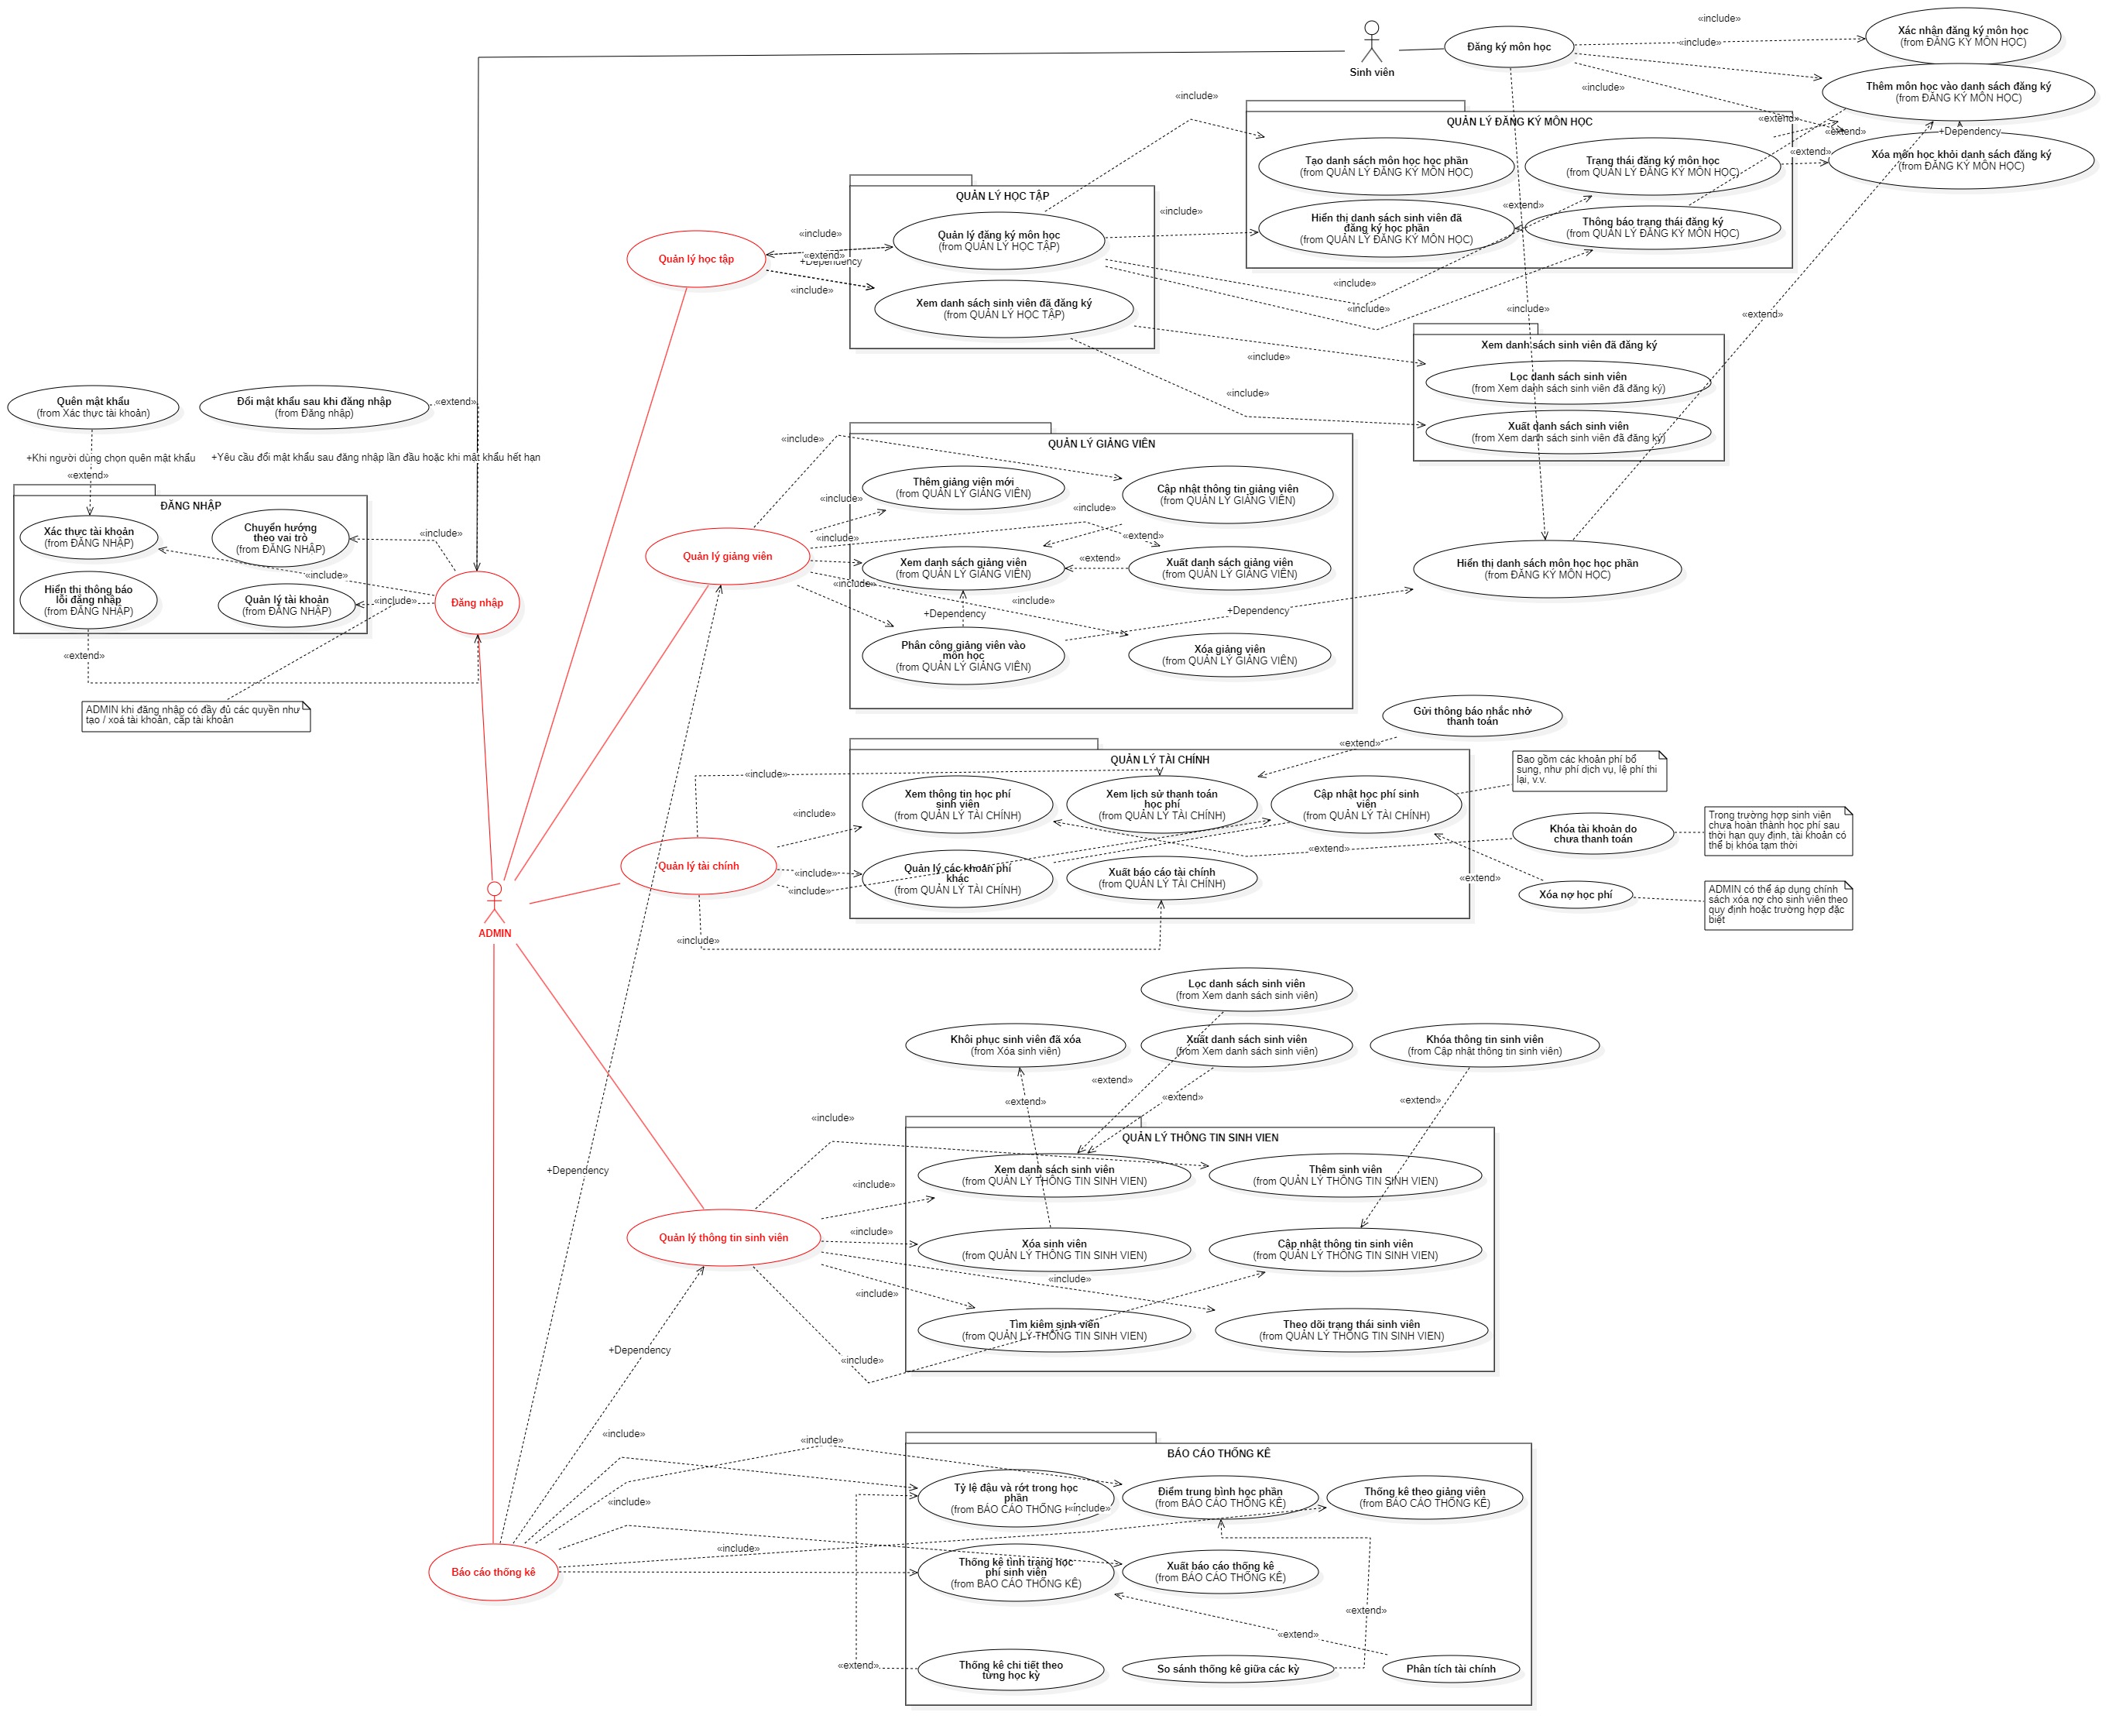 Sinh viên
Đăng ký môn học
«include»
«include»
«include»
Xác nhận đăng ký môn học
(from ĐĂNG KÝ MÔN HỌC)
Thêm môn học vào danh sách đăng ký
(from ĐĂNG KÝ MÔN HỌC)
«extend»
«extend»
+Dependency
«extend»
Xóa môn học khỏi danh sách đăng ký
(from ĐĂNG KÝ MÔN HỌC)
«include»
QUẢN LÝ ĐĂNG KÝ MÔN HỌC
Tạo danh sách môn học học phần
(from QUẢN LÝ ĐĂNG KÝ MÔN HỌC)
Trạng thái đăng ký môn học
(from QUẢN LÝ ĐĂNG KÝ MÔN HỌC)
Hiển thị danh sách sinh viên đã
đăng ký học phần
(from QUẢN LÝ ĐĂNG KÝ MÔN HỌC)
«extend»
Thông báo trạng thái đăng ký
(from QUẢN LÝ ĐĂNG KÝ MÔN HỌC)
QUẢN LÝ HỌC TẬP
Quản lý đăng ký môn học
(from QUẢN LÝ HỌC TẬP)
Xem danh sách sinh viên đã đăng ký
(from QUẢN LÝ HỌC TẬP)
«include»
«include»
«include»
«include»
«extend»
Quản lý học tập
«include»
«extend»
+Dependency
«include»
Xem danh sách sinh viên đã đăng ký
Lọc danh sách sinh viên
(from Xem danh sách sinh viên đã đăng ký)
Xuất danh sách sinh viên
(from Xem danh sách sinh viên đã đăng ký)
«include»
«include»
Quên mật khẩu
(from Xác thực tài khoản)
Đổi mật khẩu sau khi đăng nhập
(from Đăng nhập)
«extend»
+Khi người dùng chọn quên mật khẩu
«extend»
+Yêu cầu đổi mật khẩu sau đăng nhập lần đầu hoặc khi mật khẩu hết hạn
ĐĂNG NHẬP
Xác thực tài khoản
(from ĐĂNG NHẬP)
Chuyển hướng
theo vai trò
(from ĐĂNG NHẬP)
Hiển thị thông báo
lỗi đăng nhập
(from ĐĂNG NHẬP)
Quản lý tài khoản
(from ĐĂNG NHẬP)
«include»
«include»
«include»
Đăng nhập
«extend»
ADMIN khi đăng nhập có đầy đủ các quyền như
tạo / xoá tài khoản, cấp tài khoản
QUẢN LÝ GIẢNG VIÊN
Thêm giảng viên mới
(from QUẢN LÝ GIẢNG VIÊN)
Cập nhật thông tin giảng viên
(from QUẢN LÝ GIẢNG VIÊN)
Xem danh sách giảng viên
(from QUẢN LÝ GIẢNG VIÊN)
Xuất danh sách giảng viên
(from QUẢN LÝ GIẢNG VIÊN)
Phân công giảng viên vào
môn học
(from QUẢN LÝ GIẢNG VIÊN)
Xóa giảng viên
(from QUẢN LÝ GIẢNG VIÊN)
Quản lý giảng viên
«include»
«include»
«include»
«include»
«include»
«include»
«extend»
«extend»
+Dependency
+Dependency
Hiển thị danh sách môn học học phần
(from ĐĂNG KÝ MÔN HỌC)
QUẢN LÝ TÀI CHÍNH
Xem thông tin học phí
sinh viên
(from QUẢN LÝ TÀI CHÍNH)
Xem lịch sử thanh toán
học phí
(from QUẢN LÝ TÀI CHÍNH)
Cập nhật học phí sinh
viên
(from QUẢN LÝ TÀI CHÍNH)
Quản lý các khoản phí
khác
(from QUẢN LÝ TÀI CHÍNH)
Xuất báo cáo tài chính
(from QUẢN LÝ TÀI CHÍNH)
Quản lý tài chính
«include»
«include»
«include»
«include»
«include»
Gửi thông báo nhắc nhở
thanh toán
«extend»
Bao gồm các khoản phí bổ
sung, như phí dịch vụ, lệ phí thi
lại, v.v.
Khóa tài khoản do
chưa thanh toán
«extend»
Trong trường hợp sinh viên
chưa hoàn thành học phí sau
thời hạn quy định, tài khoản có
thể bị khóa tạm thời
Xóa nợ học phí
«extend»
ADMIN có thể áp dụng chính
sách xóa nợ cho sinh viên theo
quy định hoặc trường hợp đặc
biệt
ADMIN
Lọc danh sách sinh viên
(from Xem danh sách sinh viên)
Khôi phục sinh viên đã xóa
(from Xóa sinh viên)
Xuất danh sách sinh viên
(from Xem danh sách sinh viên)
Khóa thông tin sinh viên
(from Cập nhật thông tin sinh viên)
«extend»
«extend»
«extend»
«extend»
QUẢN LÝ THÔNG TIN SINH VIEN
Xem danh sách sinh viên
(from QUẢN LÝ THÔNG TIN SINH VIEN)
Thêm sinh viên
(from QUẢN LÝ THÔNG TIN SINH VIEN)
Xóa sinh viên
(from QUẢN LÝ THÔNG TIN SINH VIEN)
Cập nhật thông tin sinh viên
(from QUẢN LÝ THÔNG TIN SINH VIEN)
Tìm kiếm sinh viên
(from QUẢN LÝ THÔNG TIN SINH VIEN)
Theo dõi trạng thái sinh viên
(from QUẢN LÝ THÔNG TIN SINH VIEN)
Quản lý thông tin sinh viên
«include»
«include»
«include»
«include»
«include»
«include»
+Dependency
+Dependency
BÁO CÁO THỐNG KÊ
Tỷ lệ đậu và rớt trong học
phần
(from BÁO CÁO THỐNG
Điểm trung bình học phần
(from BÁO CÁO THỐNG KÊ)
Thống kê theo giảng viên
(from BÁO CÁO THỐNG KÊ)
Thống kê tình trạng học
phí sinh viên
(from BÁO CÁO THỐNG KÊ)
Xuất báo cáo thống kê
(from BÁO CÁO THỐNG KÊ)
Báo cáo thống kê
«include»
«include»
«include»
«include»
«include»
«extend»
«extend»
«extend»
Thống kê chi tiết theo
từng học kỳ
So sánh thống kê giữa các kỳ
Phân tích tài chính